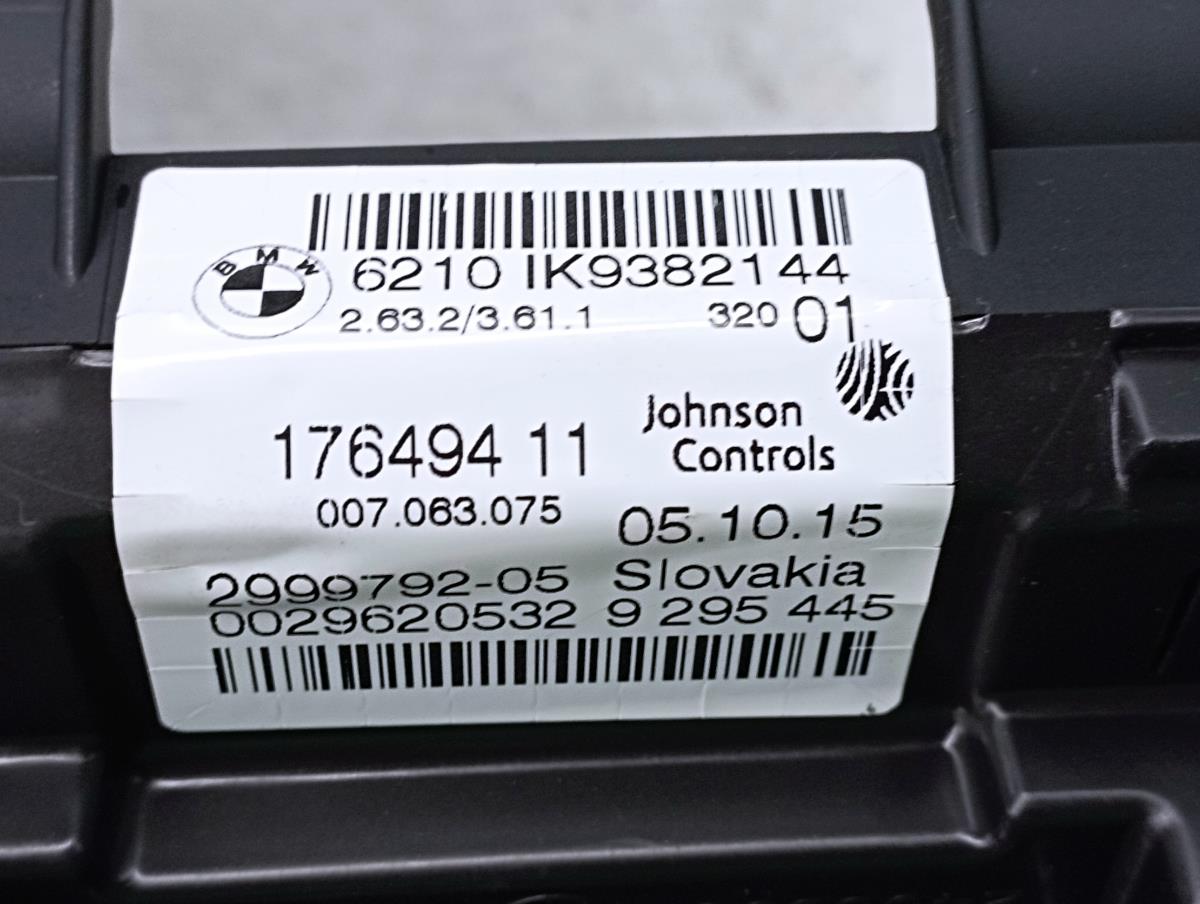 BMW
6210 IK9382144
2.63.2/3.61.1 320 01
Johnson
Controls
176494 11
007.063.075 05.10.15
2999792-05 Slovakia
0029620532 9 295 445